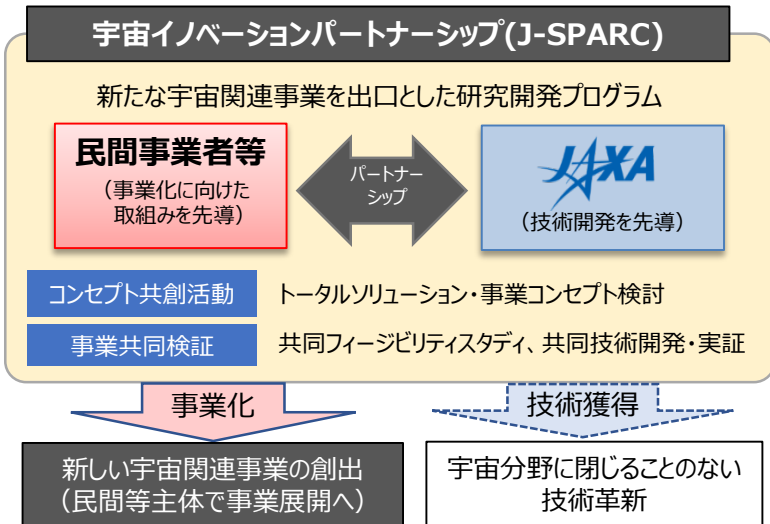 宇宙イノベーションパートナーシップ(J-SPARC)
新たな宇宙関連事業を出口とした研究開発プログラム
民間事業者等
(事業化に向けた
取組みを先導)
パートナー
シップ
JAXA
(技術開発を先導)
コンセプト共創活動
トータルソリューション・事業コンセプト検討
事業共同検証
共同フィージビリティスタディ、共同技術開発・実証
事業化
技術獲得
新しい宇宙関連事業の創出
(民間等主体で事業展開へ)
宇宙分野に閉じることのない
技術革新